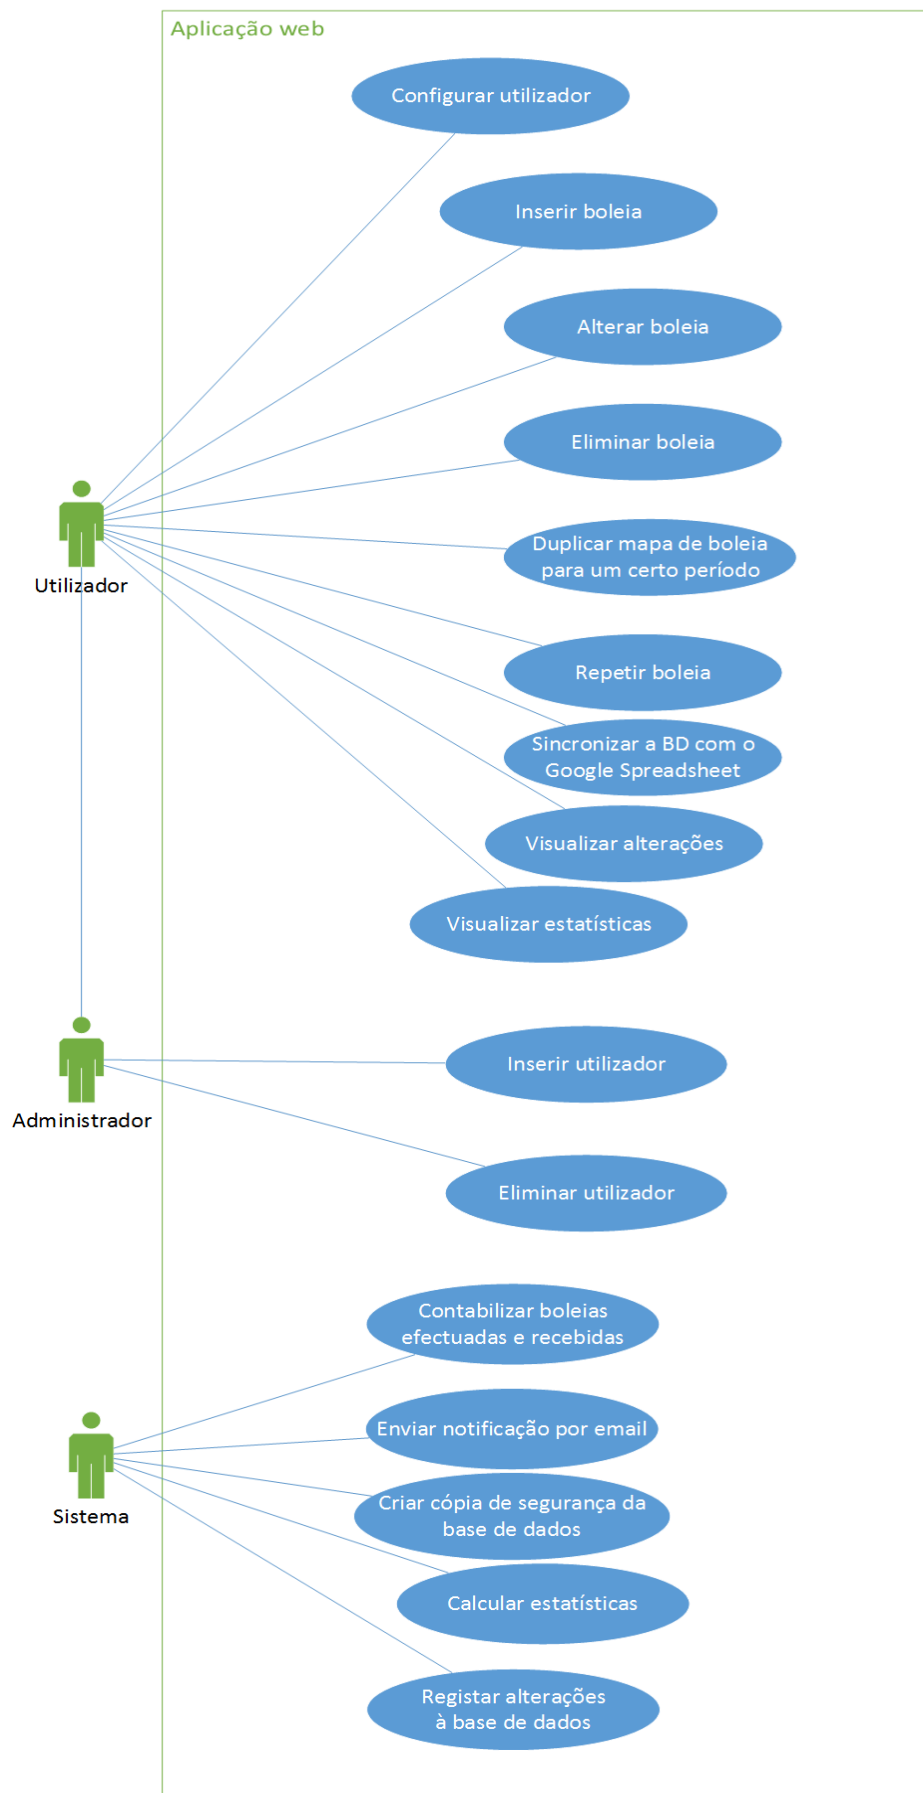 Aplicação web
Configurar utilizador
Inserir boleia
Alterar boleia
Eliminar boleia
Duplicar mapa de boleia
para um certo período
Utilizador
Repetir boleia
Sincronizar a BD com o
Google Spreadsheet
Visualizar alterações
Visualizar estatísticas
Inserir utilizador
Administrador
Eliminar utilizador
Contabilizar boleias
efectuadas e recebidas
Enviar notificação por email
Criar cópia de segurança da
base de dados
Sistema
Calcular estatísticas
Registar alterações
à base de dados